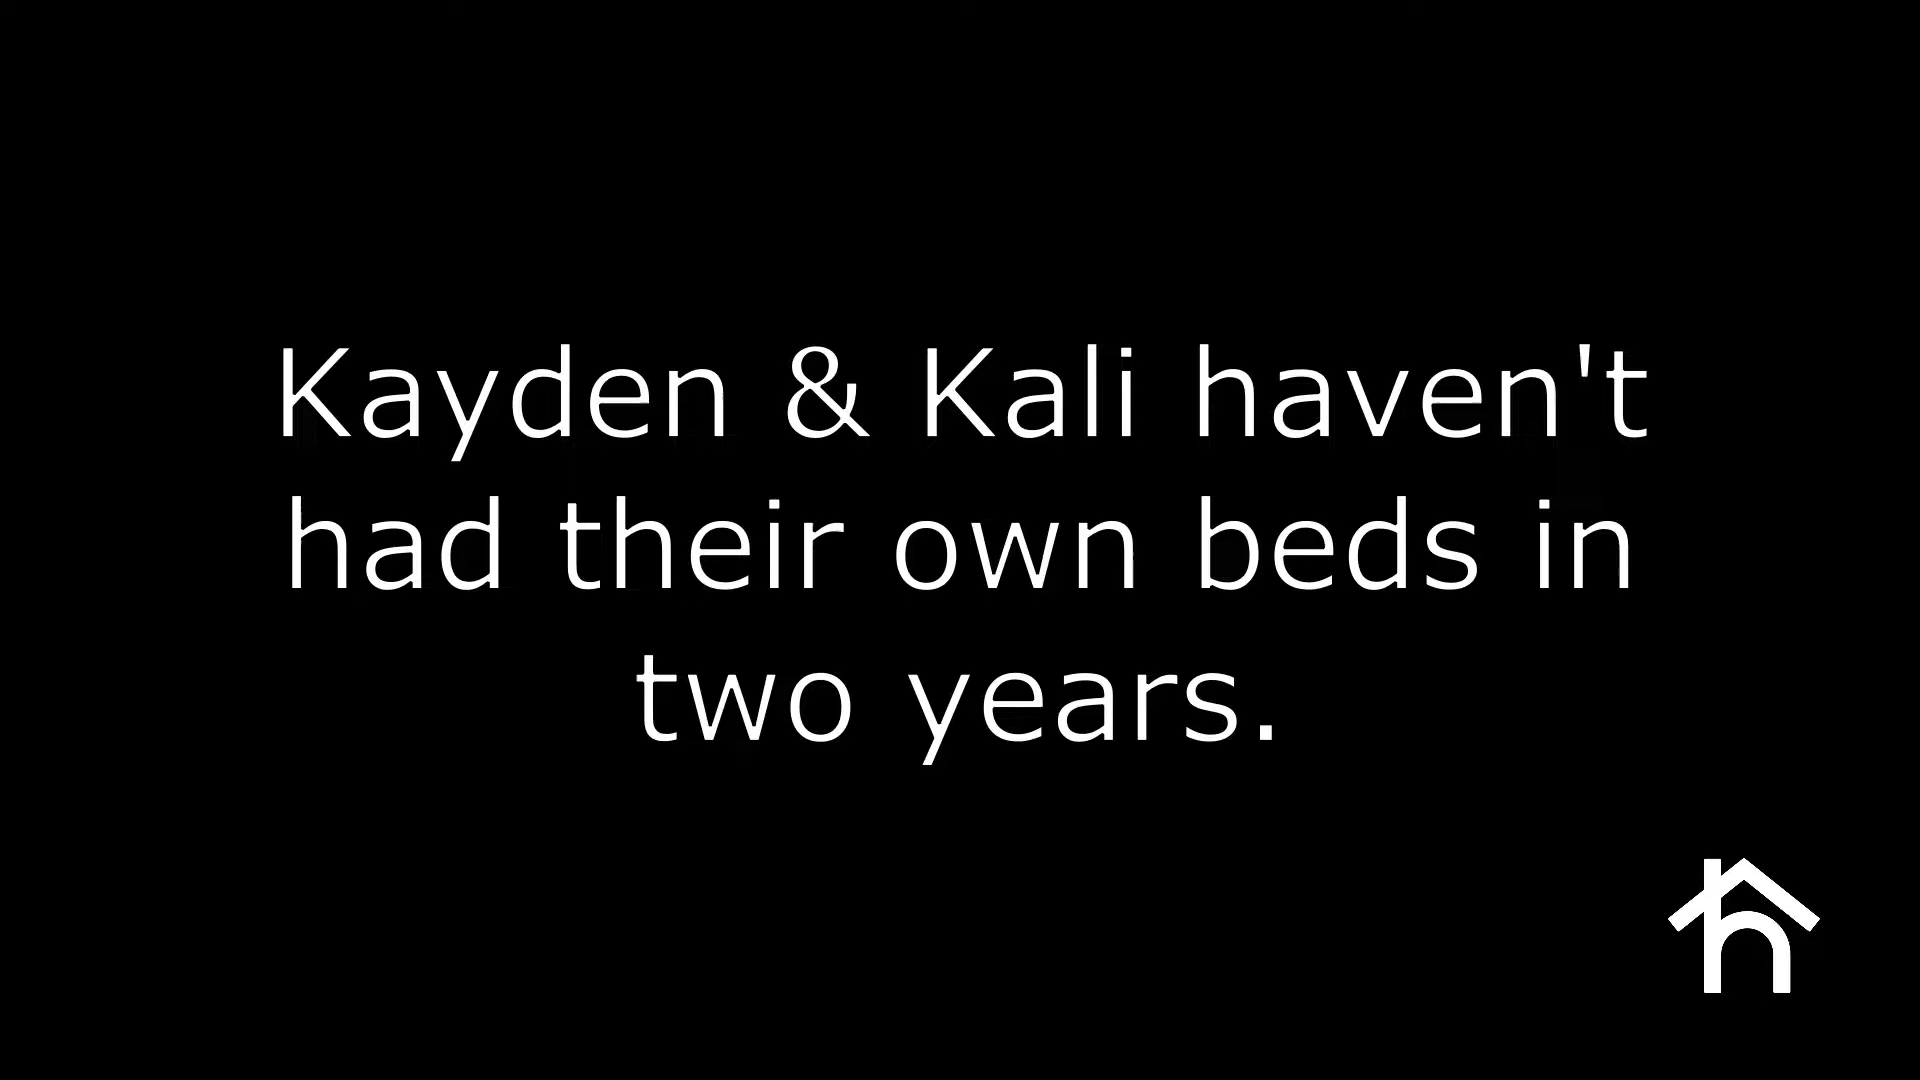 Kayden & Kali haven't
had their own beds in
two years.